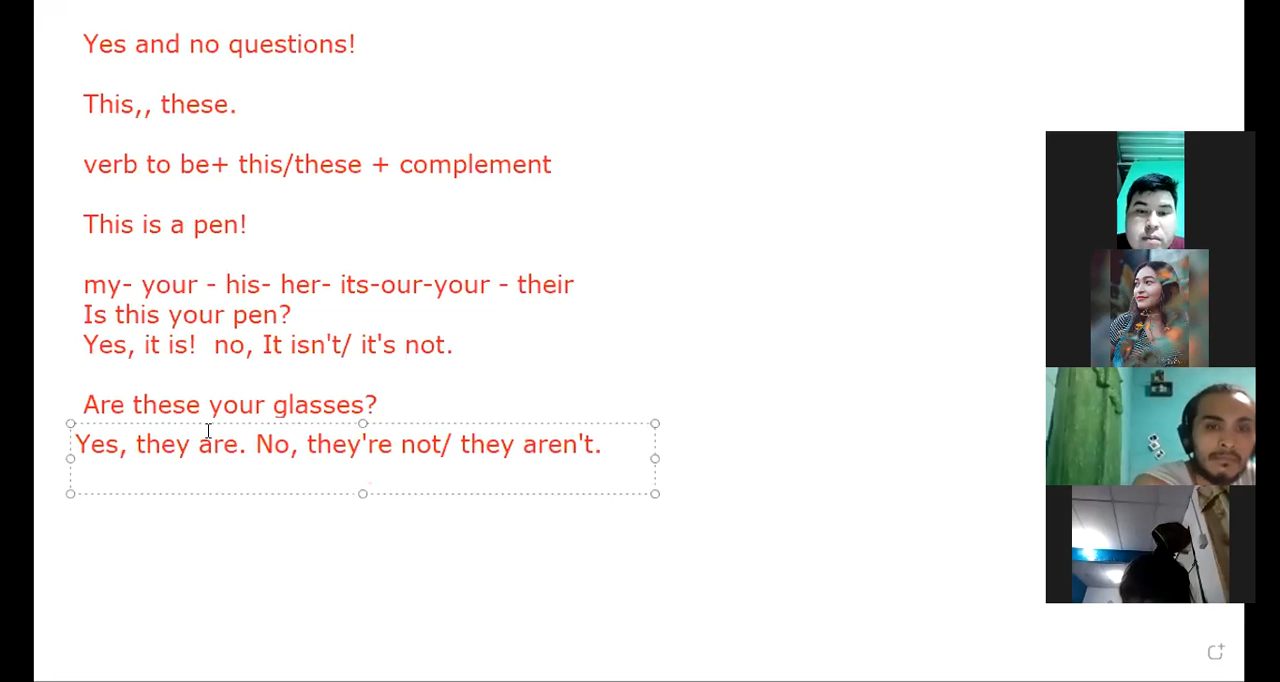 Yes and no questions!
This,, these.
verb to be+ this/these + complement
This is a pen!
my- your - his- her- its-our-your - their
Is this your pen?
Yes, it is!  no, It isn't/ it's not.
Are these your glasses?
Yes, they are. No, they're not/ they aren't.